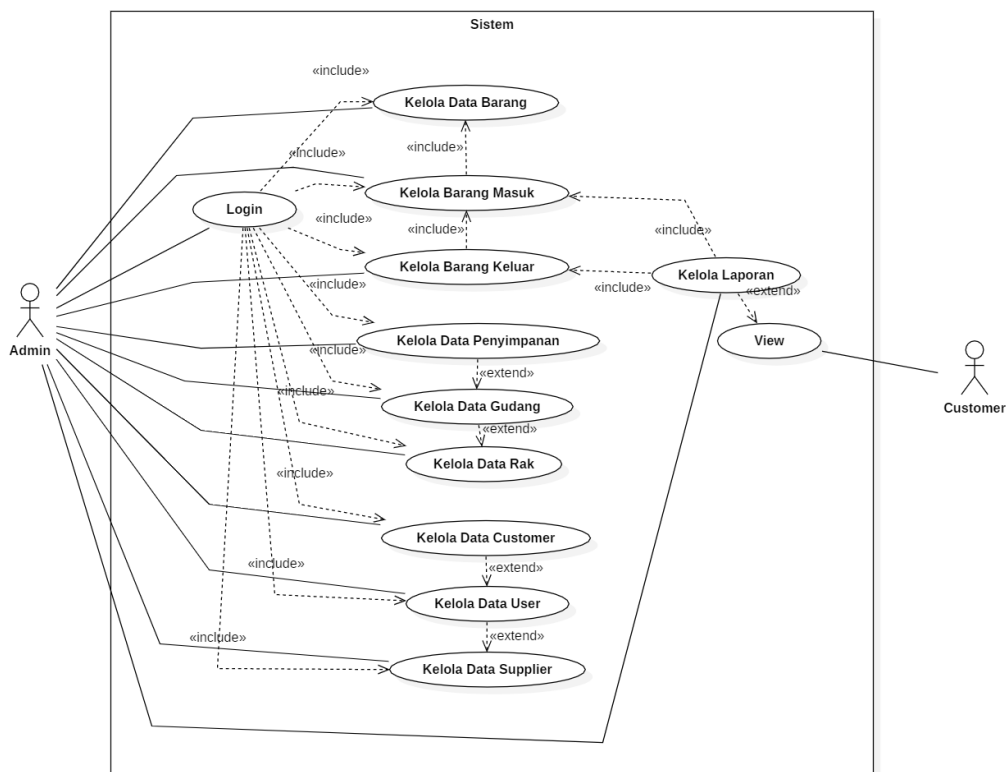 Sistem
«include»
Kelola Data Barang
«include»
«include»
Kelola Barang Masuk
Login
«include»
«include»
«include»
Kelola Barang Keluar
Kelola Laporan
«include»
«include»
«extend»
Kelola Data Penyimpanan
View
Admin
«include»
«extend»
«include»
Kelola Data Gudang
Customer
«extend»
Kelola Data Rak
«include»
Kelola Data Customer
«include»
«extend»
Kelola Data User
«include»
«extend»
Kelola Data Supplier